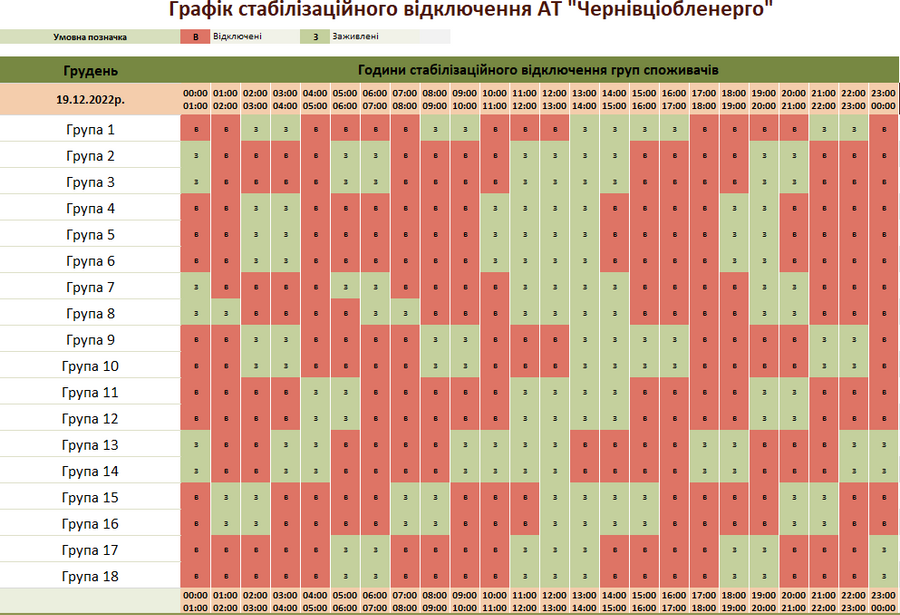 Графік стабілізаційного відключення АТ "Чернівціобленерго"
Умовна позначка В Відключені З Заживлені
Грудень Години стабілізаційного відключення груп споживачів
19.12.2022р. 00:00 01:00 02:00 03:00 04:00 05:00 06:00 07:00 08:00 09:00 10:00 11:00 12:00 13:00 14:00 15:00 16:00 17:00 18:00 19:00 20:00 21:00 22:00 23:00
01:00 02:00 03:00 04:00 05:00 06:00 07:00 08:00 09:00 10:00 11:00 12:00 13:00 14:00 15:00 16:00 17:00 18:00 19:00 20:00 21:00 22:00 23:00 00:00
Група 1 В В З З В В В В З З В В В З З З З В В В В З З В
Група 2 З В В В В З З В В В В З З З З В В В В З З В В В
Група 3 З В В В В З З В В В В З З З З В В В В З З В В В
Група 4 В В З З В В В В В В З З З З В В В В З З В В В В
Група 5 В В З З В В В В В В З З З З В В В В З З В В В В
Група 6 В В З З В В В В В В З З З З В В В В З З В В В В
Група 7 З В В В В З З В В В В З З З З В В В В З З В В В
Група 8 З З В В В В З З В В В З З З З В В В В З З В В В
Група 9 В В З З В В В В З З В В В З З З З В В В В З З В
Група 10 В В З З В В В В З З В В В З З З З В В В В З З В
Група 11 В В В В З З В В В В В З З З З В В В В З З В В В
Група 12 В В В В З З В В В В В З З З З В В В В З З В В В
Група 13 З В В З З В В В В З З З З В В В В З З В В В З З
Група 14 З В В З З В В В В З З З З В В В В З З В В В З З
Група 15 В З З В В В В З З В В В З З З З В В В В З З В В
Група 16 В З З В В В В З З В В В З З З З В В В В З З В В
Група 17 В В В В В З З В В В В З З З В В В В З З В В В З
Група 18 В В В В В З З В В В В З З З В В В В З З В В В З
00:00 01:00 02:00 03:00 04:00 05:00 06:00 07:00 08:00 09:00 10:00 11:00 12:00 13:00 14:00 15:00 16:00 17:00 18:00 19:00 20:00 21:00 22:00 23:00
01:00 02:00 03:00 04:00 05:00 06:00 07:00 08:00 09:00 10:00 11:00 12:00 13:00 14:00 15:00 16:00 17:00 18:00 19:00 20:00 21:00 22:00 23:00 00:00